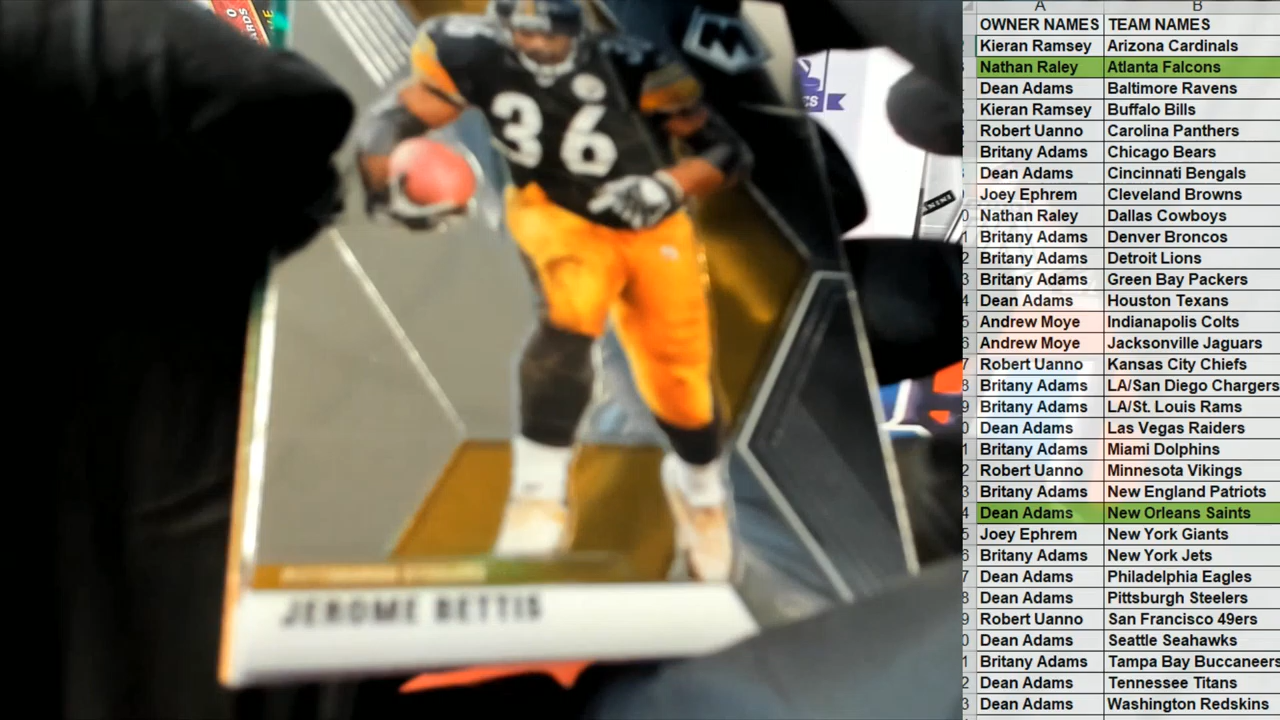 36
JEROME BETTIS
PANINI
A B
OWNER NAMES TEAM NAMES
Kieran Ramsey Arizona Cardinals
Nathan Raley Atlanta Falcons
Dean Adams Baltimore Ravens
Kieran Ramsey Buffalo Bills
Robert Uanno Carolina Panthers
Britany Adams Chicago Bears
Dean Adams Cincinnati Bengals
Joey Ephrem Cleveland Browns
Nathan Raley Dallas Cowboys
Britany Adams Denver Broncos
Britany Adams Detroit Lions
Britany Adams Green Bay Packers
Dean Adams Houston Texans
Andrew Moye Indianapolis Colts
Andrew Moye Jacksonville Jaguars
Robert Uanno Kansas City Chiefs
Britany Adams LA/San Diego Chargers
Britany Adams LA/St. Louis Rams
Dean Adams Las Vegas Raiders
Britany Adams Miami Dolphins
Robert Uanno Minnesota Vikings
Britany Adams New England Patriots
Dean Adams New Orleans Saints
Joey Ephrem New York Giants
Britany Adams New York Jets
Dean Adams Philadelphia Eagles
Dean Adams Pittsburgh Steelers
Robert Uanno San Francisco 49ers
Dean Adams Seattle Seahawks
Britany Adams Tampa Bay Buccaneers
Dean Adams Tennessee Titans
Dean Adams Washington Redskins